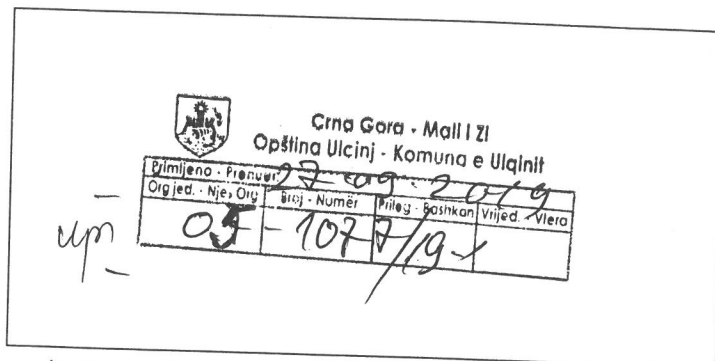 Crna Gora - Mali I Zi
Opština Ulcinj - Komuna e Ulqinit
Primljeno - Pranuar: 27-09-2019
Org jed. - Nje, Org Broj - Numër Prilog - Bashkan Vrijed. - Vlera
upi 05 - 1077/19-1